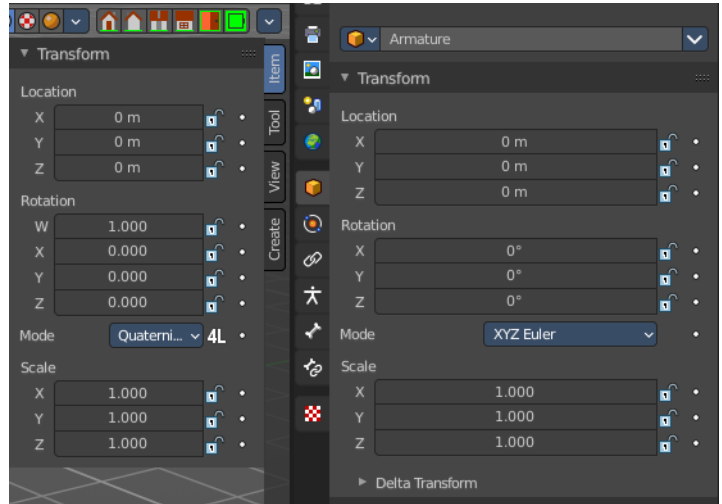 Transform
Location
X 0 m
Y 0 m
Z 0 m
Rotation
W 1.000
X 0.000
Y 0.000
Z 0.000
Mode Quaterni... 4L
Scale
X 1.000
Y 1.000
Z 1.000
Item
Tool
View
Create
Armature
Transform
Location
X 0 m
Y 0 m
Z 0 m
Rotation
X 0°
Y 0°
Z 0°
Mode XYZ Euler
Scale
X 1.000
Y 1.000
Z 1.000
Delta Transform